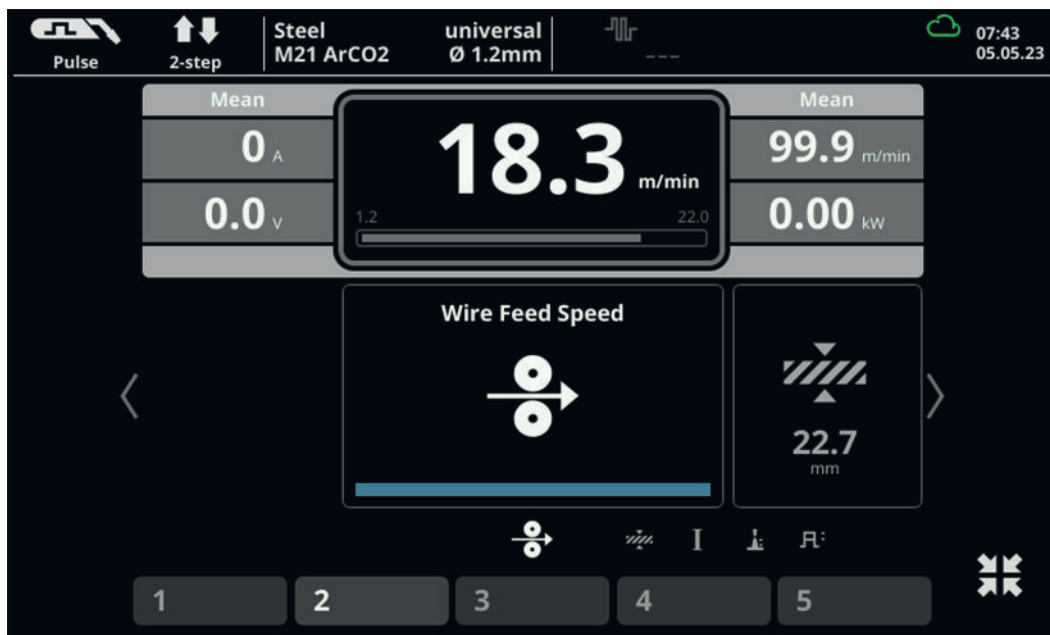 Pulse
2-step
Steel universal
M21 ArCO2 Ø 1.2mm
---
07:43
05.05.23
Mean
0 A
0.0 V
18.3 m/min
1.2 22.0
Mean
99.9 m/min
0.00 kW
Wire Feed Speed
22.7
mm
1 2 3 4 5